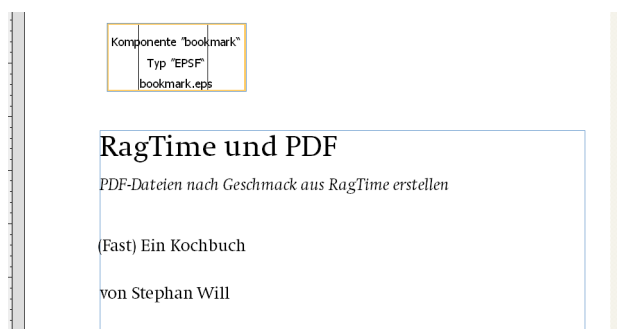 Komponente "bookmark"
Typ "EPSF"
bookmark.eps
RagTime und PDF
PDF-Dateien nach Geschmack aus RagTime erstellen
(Fast) Ein Kochbuch
von Stephan Will